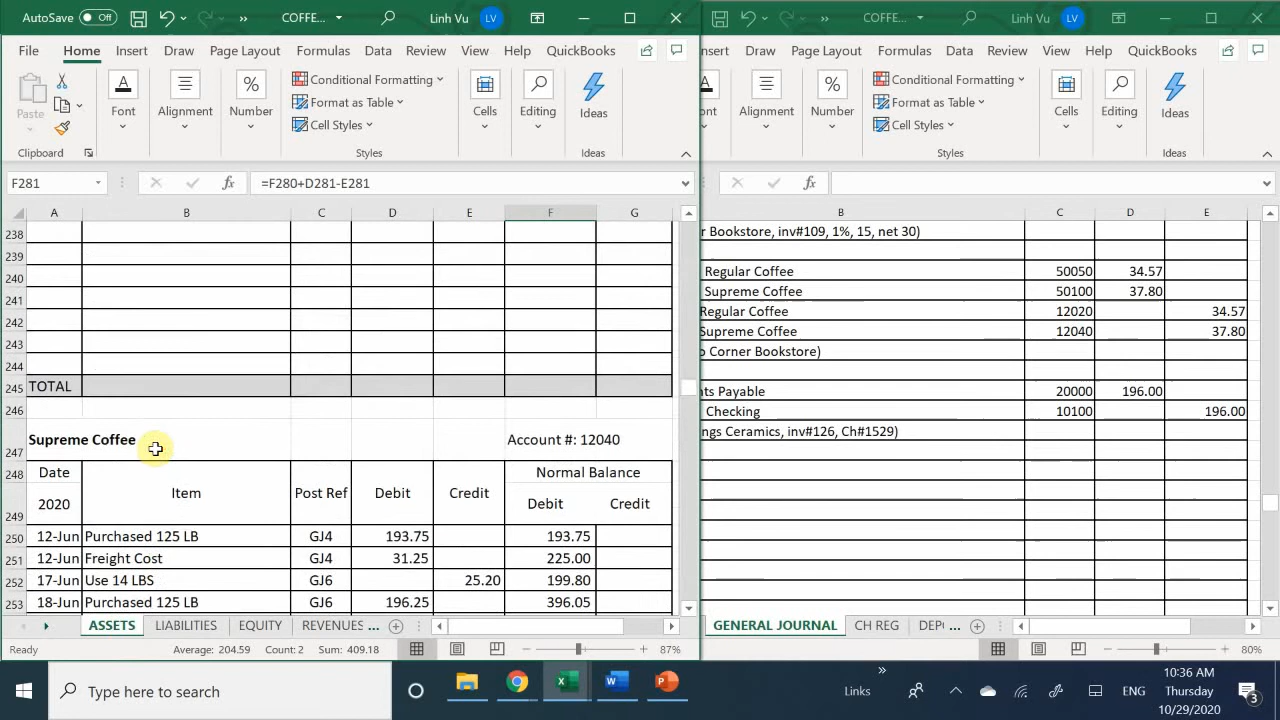 AutoSave Off COFFE... Linh Vu LV
File Home Insert Draw Page Layout Formulas Data Review View Help QuickBooks
Paste Font Alignment Number Conditional Formatting Format as Table Cell Styles Cells Editing Ideas
Clipboard Styles Ideas
F281 fx =F280+D281-E281
A B C D E F G
238
239
240
241
242
243
244
245 TOTAL
246
247 Supreme Coffee Account #: 12040
248 Date Normal Balance
249 2020 Item Post Ref Debit Credit Debit Credit
250 12-Jun Purchased 125 LB GJ4 193.75 193.75
251 12-Jun Freight Cost GJ4 31.25 225.00
252 17-Jun Use 14 LBS GJ6 25.20 199.80
253 18-Jun Purchased 125 LB GJ6 196.25 396.05
ASSETS LIABILITIES EQUITY REVENUES ...
Ready Average: 204.59 Count: 2 Sum: 409.18 87%
COFFE... Linh Vu LV
nsert Draw Page Layout Formulas Data Review View Help QuickBooks
ont Alignment Number Conditional Formatting Format as Table Cell Styles Cells Editing Ideas
Styles Ideas
fx
B C D E
er Bookstore, inv#109, 1%, 15, net 30)
Regular Coffee 50050 34.57
Supreme Coffee 50100 37.80
Regular Coffee 12020 34.57
Supreme Coffee 12040 37.80
o Corner Bookstore)
nts Payable 20000 196.00
Checking 10100 196.00
ngs Ceramics, inv#126, Ch#1529)
GENERAL JOURNAL CH REG DEP( ...
80%
Type here to search Links ENG 10:36 AM
Thursday
10/29/2020
3